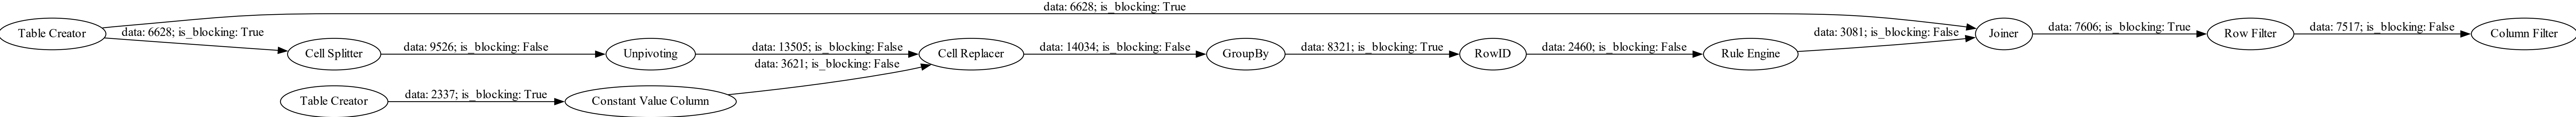 data: 6628; is_blocking: True
Table Creator
data: 6628; is_blocking: True
Cell Splitter
data: 9526; is_blocking: False
Unpivoting
data: 13505; is_blocking: False
data: 3621; is_blocking: False
Cell Replacer
data: 14034; is_blocking: False
GroupBy
data: 8321; is_blocking: True
RowID
data: 2460; is_blocking: False
Rule Engine
data: 3081; is_blocking: False
Joiner
data: 7606; is_blocking: True
Row Filter
data: 7517; is_blocking: False
Column Filter
Table Creator
data: 2337; is_blocking: True
Constant Value Column